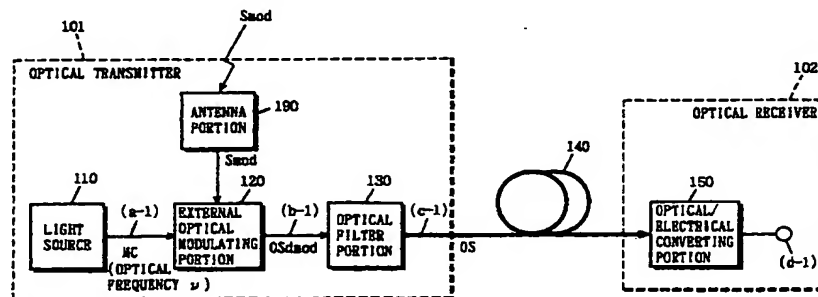 Smod
101
102
OPTICAL TRANSMITTER
OPTICAL RECEIVER
190
ANTENNA
PORTION
Smod
140
110
120
130
150
(a-1)
(b-1)
(c-1)
LIGHT
SOURCE
EXTERNAL
OPTICAL
MODULATING
PORTION
OPTICAL
FILTER
PORTION
OPTICAL/
ELECTRICAL
CONVERTING
PORTION
MC
(OPTICAL
FREQUENCY ν)
OSdmod
OS
(d-1)